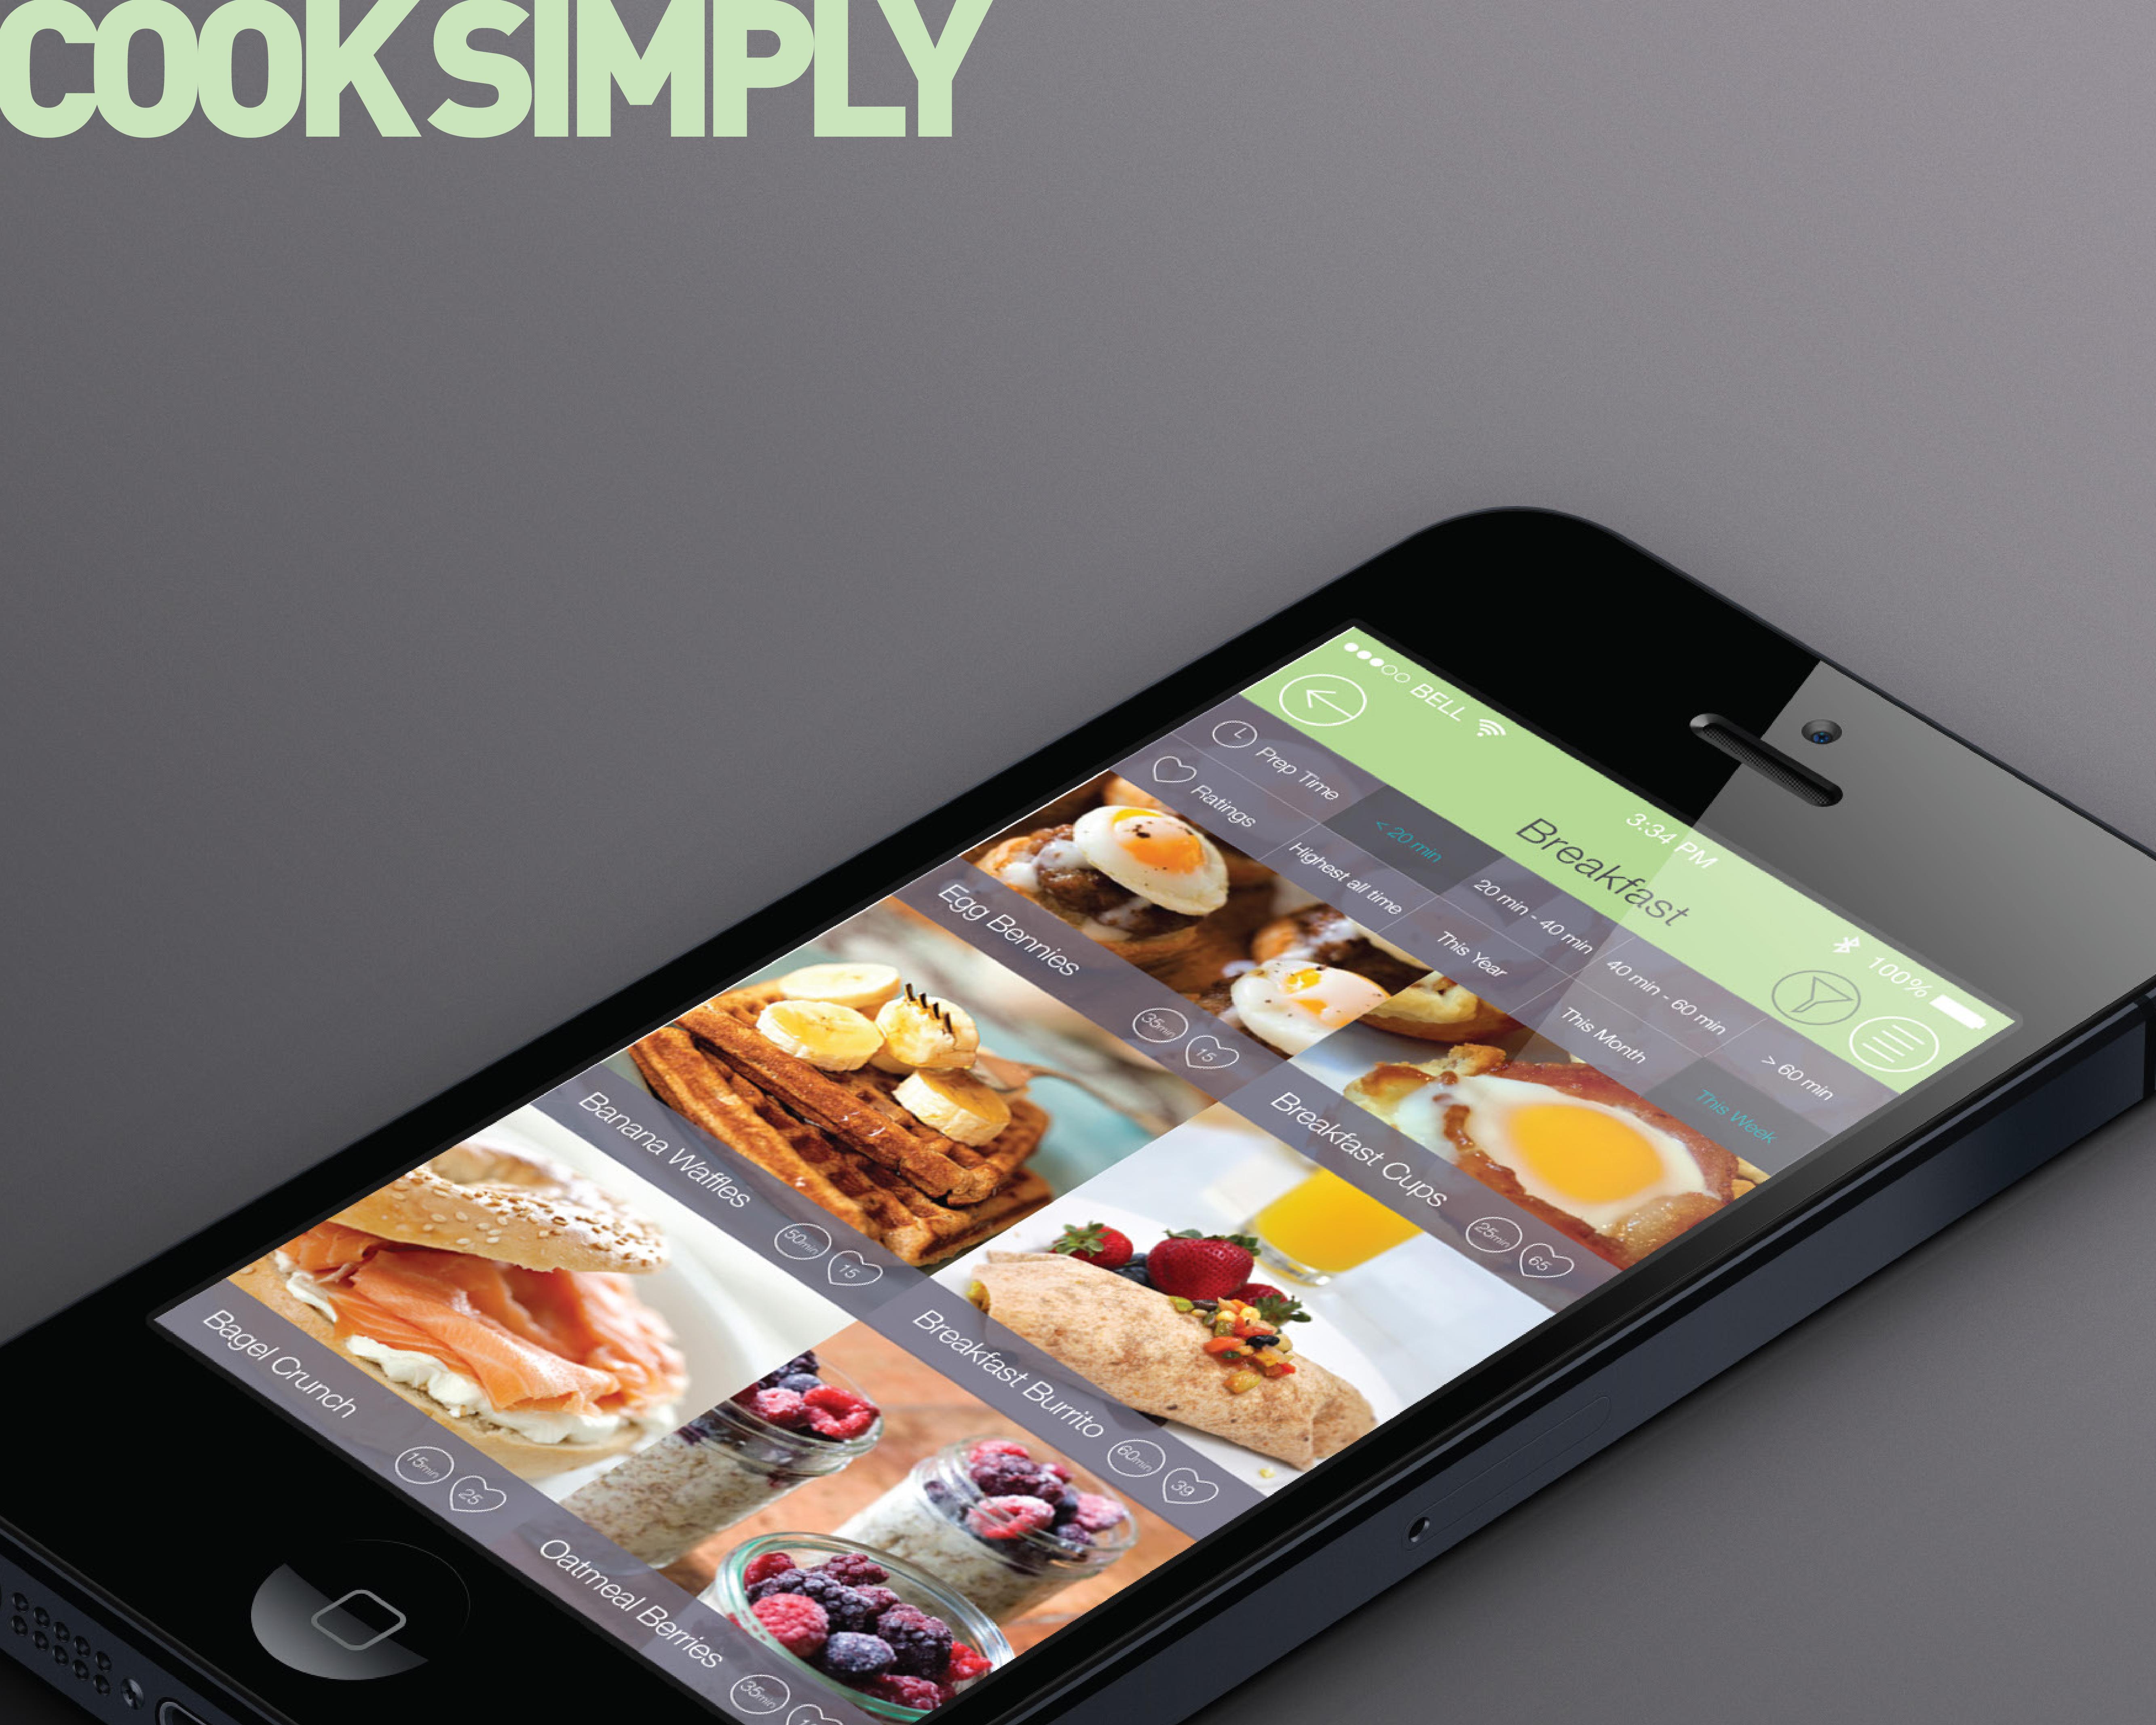 COOK SIMPLY
BELL 3:34 PM 100%
Breakfast
Prep Time < 20 min 20 min - 40 min 40 min - 60 min > 60 min
Ratings Highest all time This Year This Month This Week
Egg Bennies 35min 15
Breakfast Cups 25min 65
Banana Waffles 50min 15
Breakfast Burrito 60min 39
Bagel Crunch 15min 25
Oatmeal Berries 35min